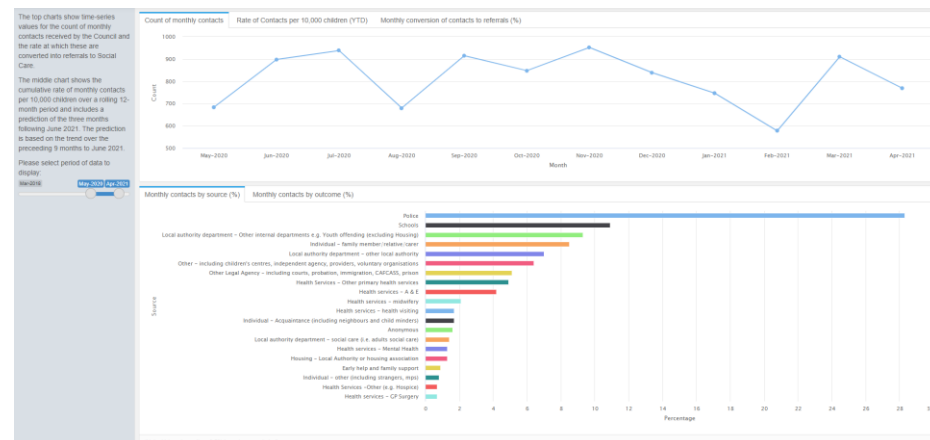 The top charts show time-series
values for the count of monthly
contacts received by the Council and
the rate at which these are
converted into referrals to Social
Care.
The middle chart shows the
cumulative rate of monthly contacts
per 10,000 children over a rolling 12-
month period and includes a
prediction of the three months
following June 2021. The prediction
is based on the trend over the
preceeding 9 months to June 2021.
Please select period of data to
display:
Mar-2018 May-2020 Apr-2021
Count of monthly contacts Rate of Contacts per 10,000 children (YTD) Monthly conversion of contacts to referrals (%)
1000
900
800
700
600
500
Count
May-2020 Jun-2020 Jul-2020 Aug-2020 Sep-2020 Oct-2020 Nov-2020 Dec-2020 Jan-2021 Feb-2021 Mar-2021 Apr-2021
Month
Monthly contacts by source (%) Monthly contacts by outcome (%)
Source
Police
Schools
Local authority department – Other internal departments e.g. Youth offending (excluding Housing)
Individual – family member/relative/carer
Local authority department – other local authority
Other – including children's centres, independent agency, providers, voluntary organisations
Other Legal Agency – including courts, probation, immigration, CAFCASS, prison
Health Services – Other primary health services
Health services – A & E
Health services – midwifery
Health services – health visiting
Individual – Acquaintance (including neighbours and child minders)
Anonymous
Local authority department – social care (i.e. adults social care)
Health services – Mental Health
Housing – Local Authority or housing association
Early help and family support
Individual – other (including strangers, mps)
Health Services –Other (e.g. Hospice)
Health services – GP Surgery
0 2 4 6 8 10 12 14 16 18 20 22 24 26 28
Percentage